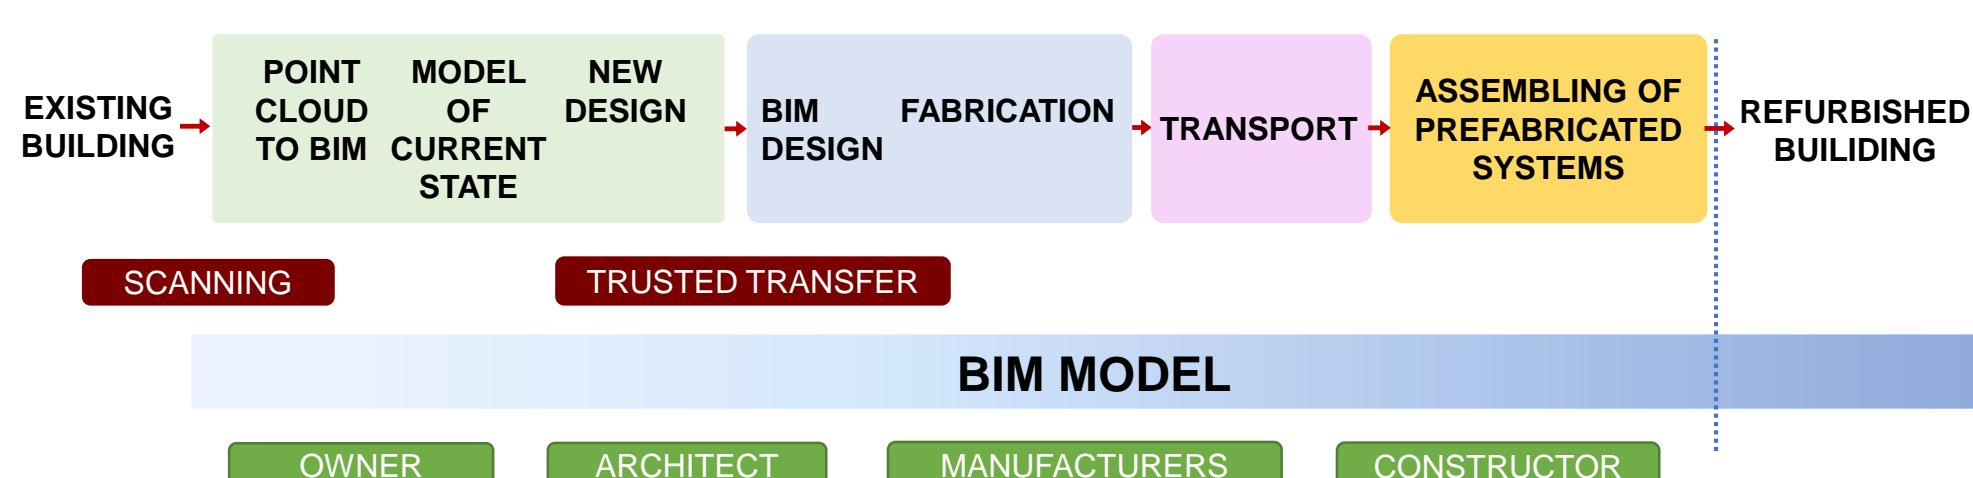 EXISTING
BUILDING
POINT
CLOUD
TO BIM
MODEL
OF
CURRENT
STATE
NEW
DESIGN
BIM
DESIGN
FABRICATION
TRANSPORT
ASSEMBLING OF
PREFABRICATED
SYSTEMS
REFURBISHED
BUILIDING
SCANNING
TRUSTED TRANSFER
BIM MODEL
OWNER
ARCHITECT
MANUFACTURERS
CONSTRUCTOR